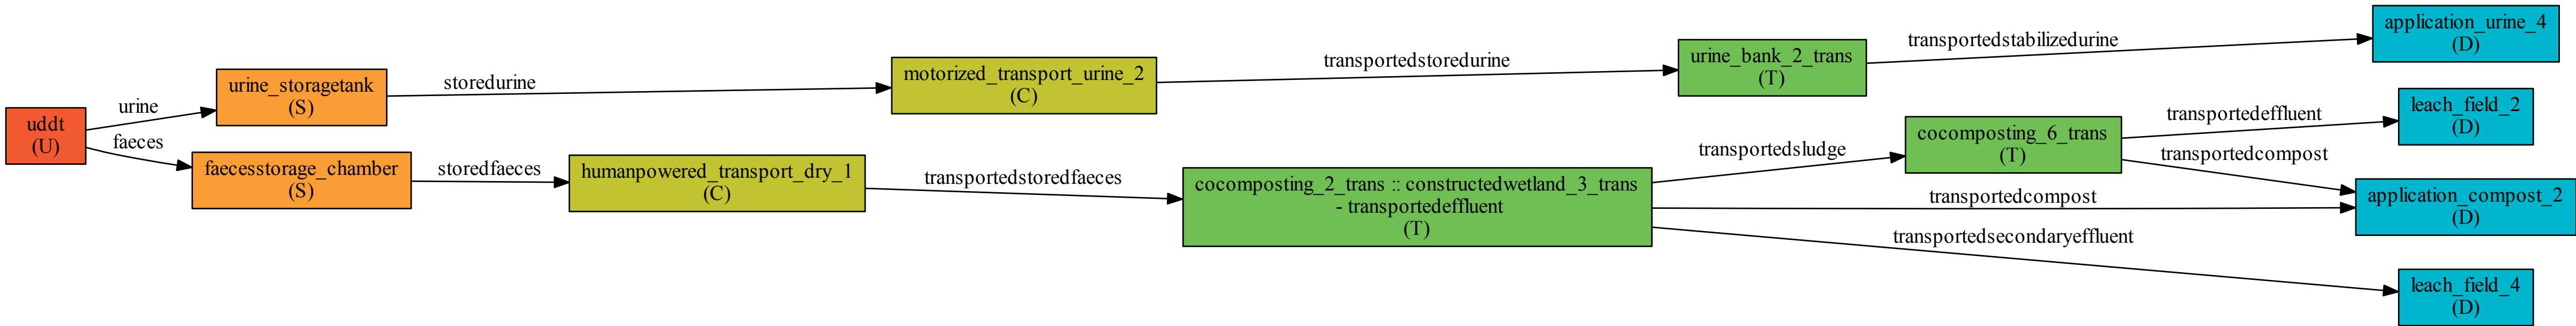 uddt
(U)
urine
faeces
urine_storagetank
(S)
faecesstorage_chamber
(S)
storedurine
storedfaeces
motorized_transport_urine_2
(C)
humanpowered_transport_dry_1
(C)
transportedstoredurine
transportedstoredfaeces
urine_bank_2_trans
(T)
cocomposting_2_trans :: constructedwetland_3_trans
- transportedeffluent
(T)
transportedstabilizedurine
transportedsludge
cocomposting_6_trans
(T)
transportedeffluent
transportedcompost
transportedcompost
transportedsecondaryeffluent
application_urine_4
(D)
leach_field_2
(D)
application_compost_2
(D)
leach_field_4
(D)